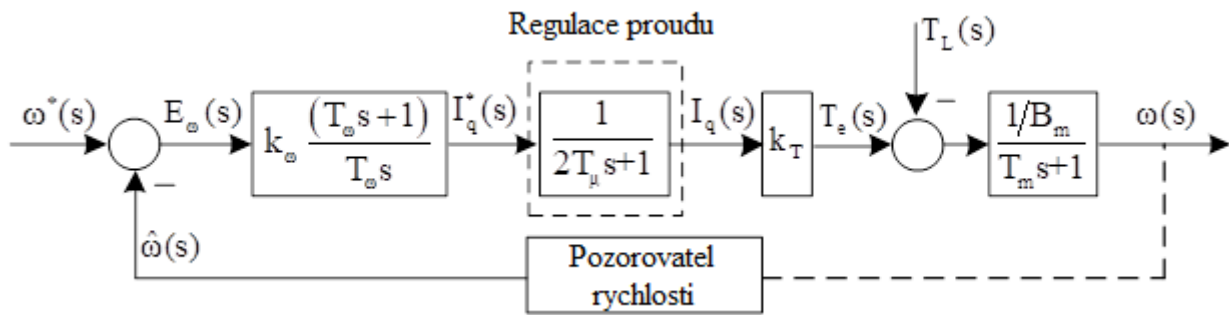 Regulace proudu
T_L(s)
ω*(s)
E_ω(s)
k_ω (T_ω s+1) / T_ω s
I_q^*(s)
1 / 2T_μ s+1
I_q(s)
k_T
T_e(s)
1/B_m / T_m s+1
ω(s)
−
−
ω̂(s)
Pozorovatel
rychlosti